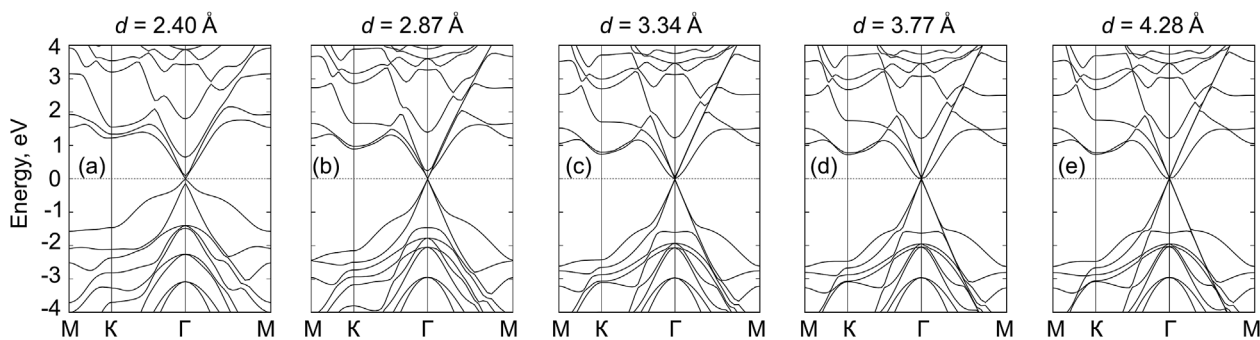 d = 2.40 Å d = 2.87 Å d = 3.34 Å d = 3.77 Å d = 4.28 Å
Energy, eV
4
3
2
1
0
-1
-2
-3
-4
(a) (b) (c) (d) (e)
M K Γ M M K Γ M M K Γ M M K Γ M M K Γ M